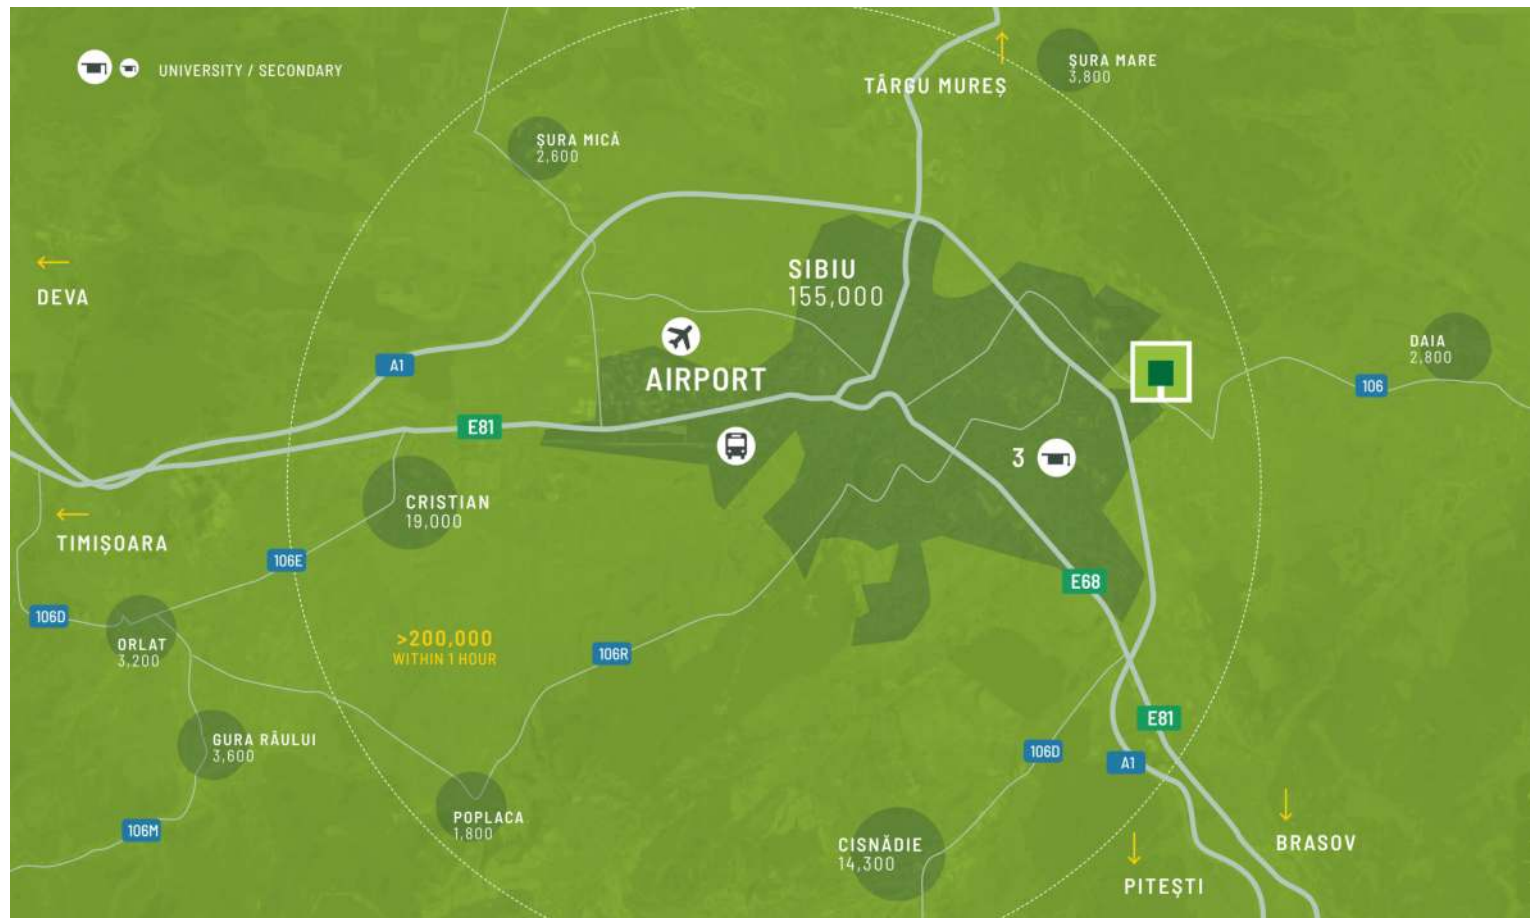 UNIVERSITY / SECONDARY
ȘURA MARE
3,800
TÂRGU MUREȘ
ȘURA MICĂ
2,600
DEVA
SIBIU
155,000
AIRPORT
DAIA
2,800
A1
106
E81
3
CRISTIAN
19,000
TIMIȘOARA
106E
E68
106D
ORLAT
3,200
>200,000
WITHIN 1 HOUR
106R
GURA RÂULUI
3,600
E81
106D
A1
POPLACA
1,800
106M
CISNĂDIE
14,300
BRASOV
PITEȘTI